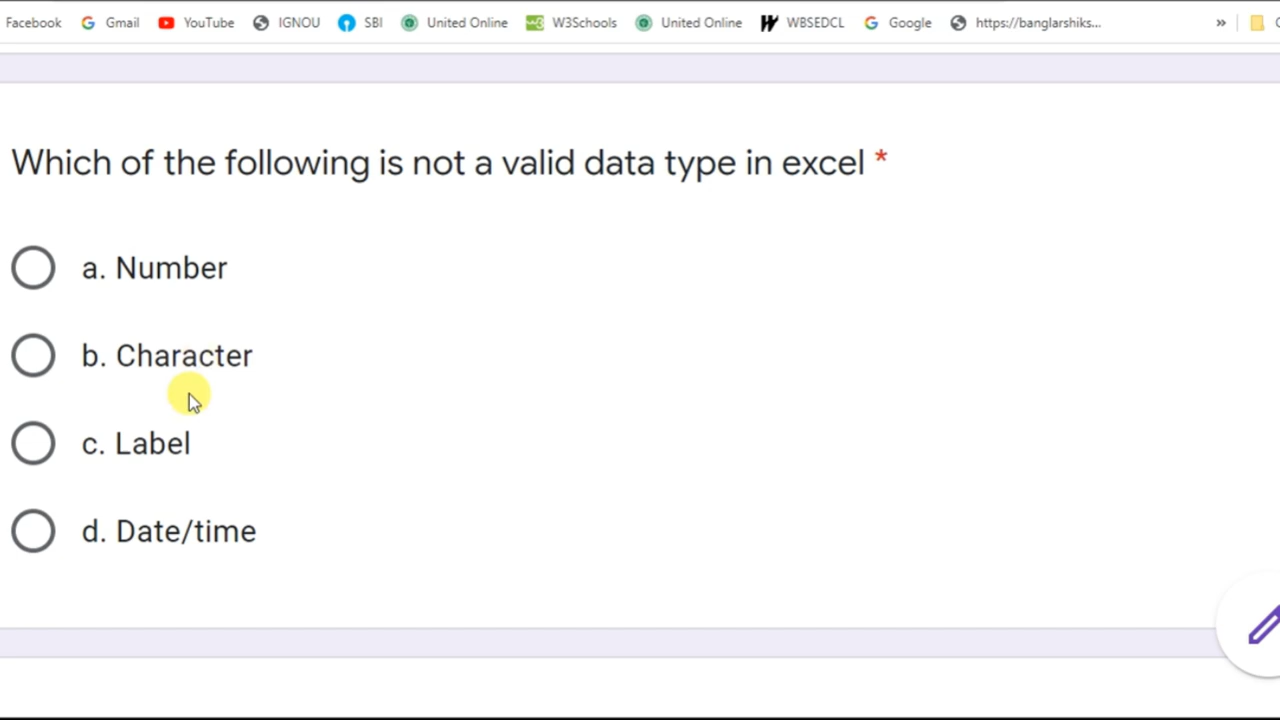 Facebook Gmail YouTube IGNOU SBI United Online W3Schools United Online WBSEDCL Google https://banglarshiks... »
Which of the following is not a valid data type in excel *
a. Number
b. Character
c. Label
d. Date/time